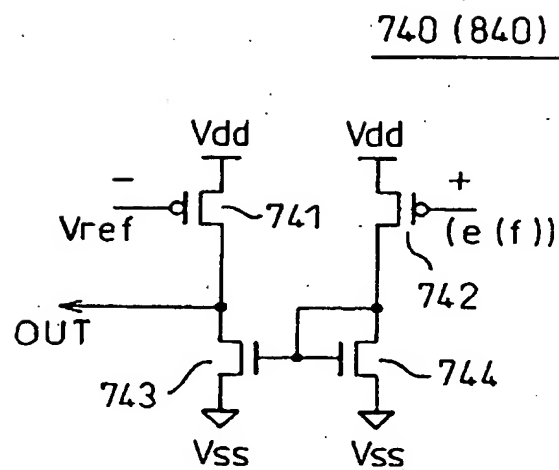 740 (840)
Vdd Vdd
− +
Vref 741 (e(f))
742
OUT
743 744
Vss Vss